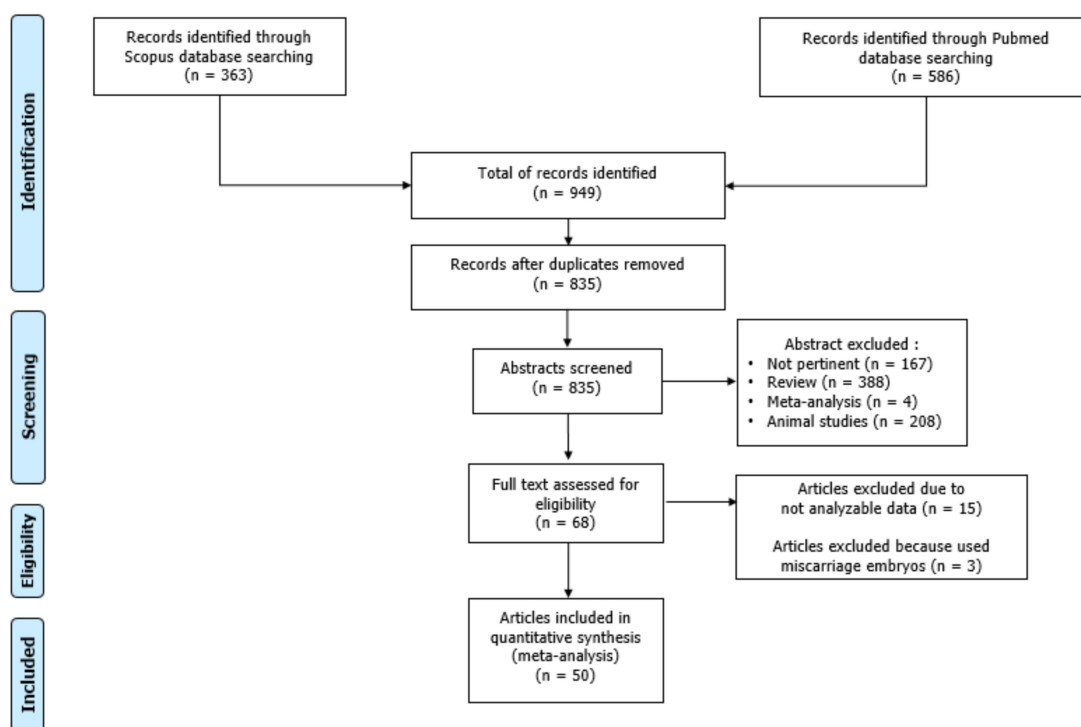 Identification
Records identified through
Scopus database searching
(n = 363)
Records identified through Pubmed
database searching
(n = 586)
Total of records identified
(n = 949)
Records after duplicates removed
(n = 835)
Screening
Abstracts screened
(n = 835)
Abstract excluded :
• Not pertinent (n = 167)
• Review (n = 388)
• Meta-analysis (n = 4)
• Animal studies (n = 208)
Eligibility
Full text assessed for
eligibility
(n = 68)
Articles excluded due to
not analyzable data (n = 15)
Articles excluded because used
miscarriage embryos (n = 3)
Included
Articles included in
quantitative synthesis
(meta-analysis)
(n = 50)